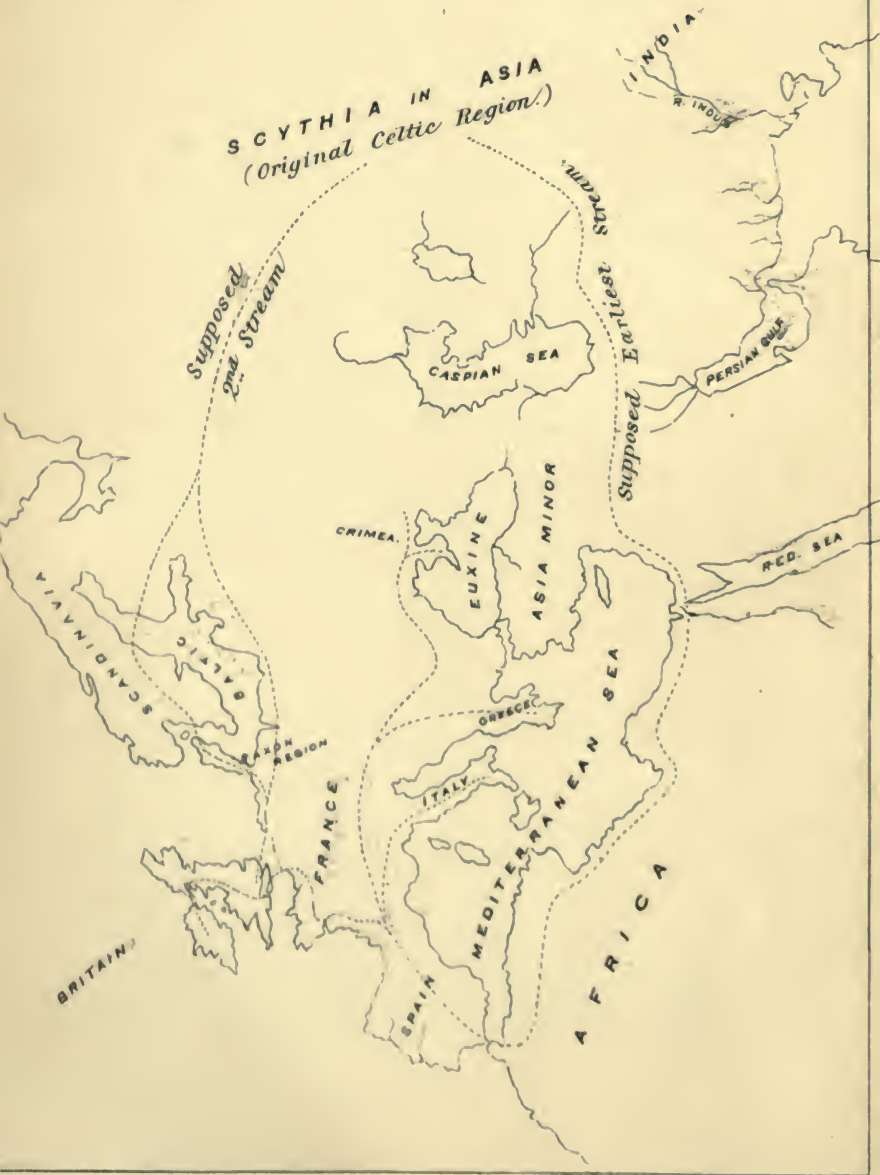 INDIA
R. INDUS
SCYTHIA IN ASIA
(Original Celtic Region.)
Supposed Earliest Stream.
Supposed
2nd Stream
CASPIAN SEA
PERSIAN GULF
CRIMEA.
EUXINE
ASIA MINOR
RED. SEA
SCANDINAVIA
BALTIC
SAXON
REGION
GREECE
ITALY
FRANCE
MEDITERRANEAN SEA
BRITAIN
SPAIN
AFRICA